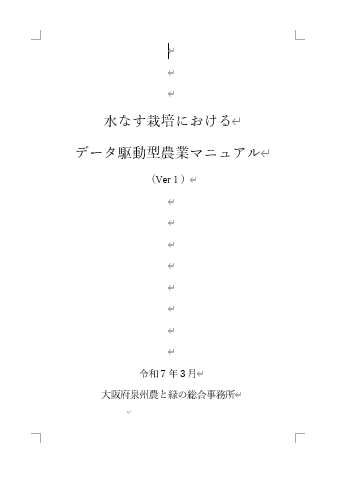 水なす栽培における
データ駆動型農業マニュアル
（Ver 1 ）
令和 7 年 3 月
大阪府泉州農と緑の総合事務所